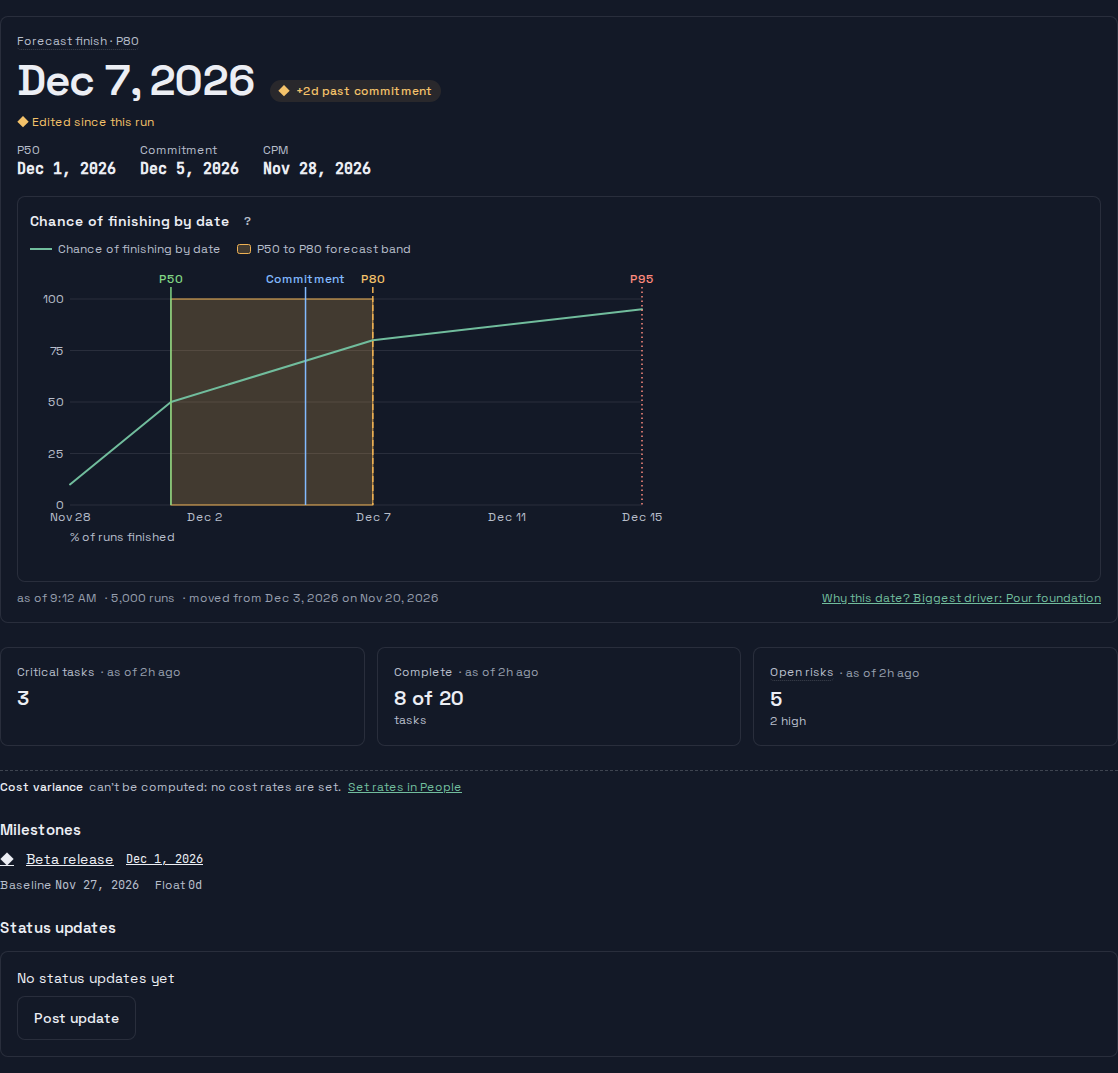 Forecast finish · P80
Dec 7, 2026
+2d past commitment
Edited since this run
P50 Commitment CPM
Dec 1, 2026 Dec 5, 2026 Nov 28, 2026
Chance of finishing by date ?
Chance of finishing by date P50 to P80 forecast band
P50 Commitment P80 P95
100
75
50
25
0
Nov 28 Dec 2 Dec 7 Dec 11 Dec 15
% of runs finished
as of 9:12 AM · 5,000 runs · moved from Dec 3, 2026 on Nov 20, 2026
Why this date? Biggest driver: Pour foundation
Critical tasks · as of 2h ago
3
Complete · as of 2h ago
8 of 20
tasks
Open risks · as of 2h ago
5
2 high
Cost variance can't be computed: no cost rates are set. Set rates in People
Milestones
Beta release Dec 1, 2026
Baseline Nov 27, 2026 Float 0d
Status updates
No status updates yet
Post update